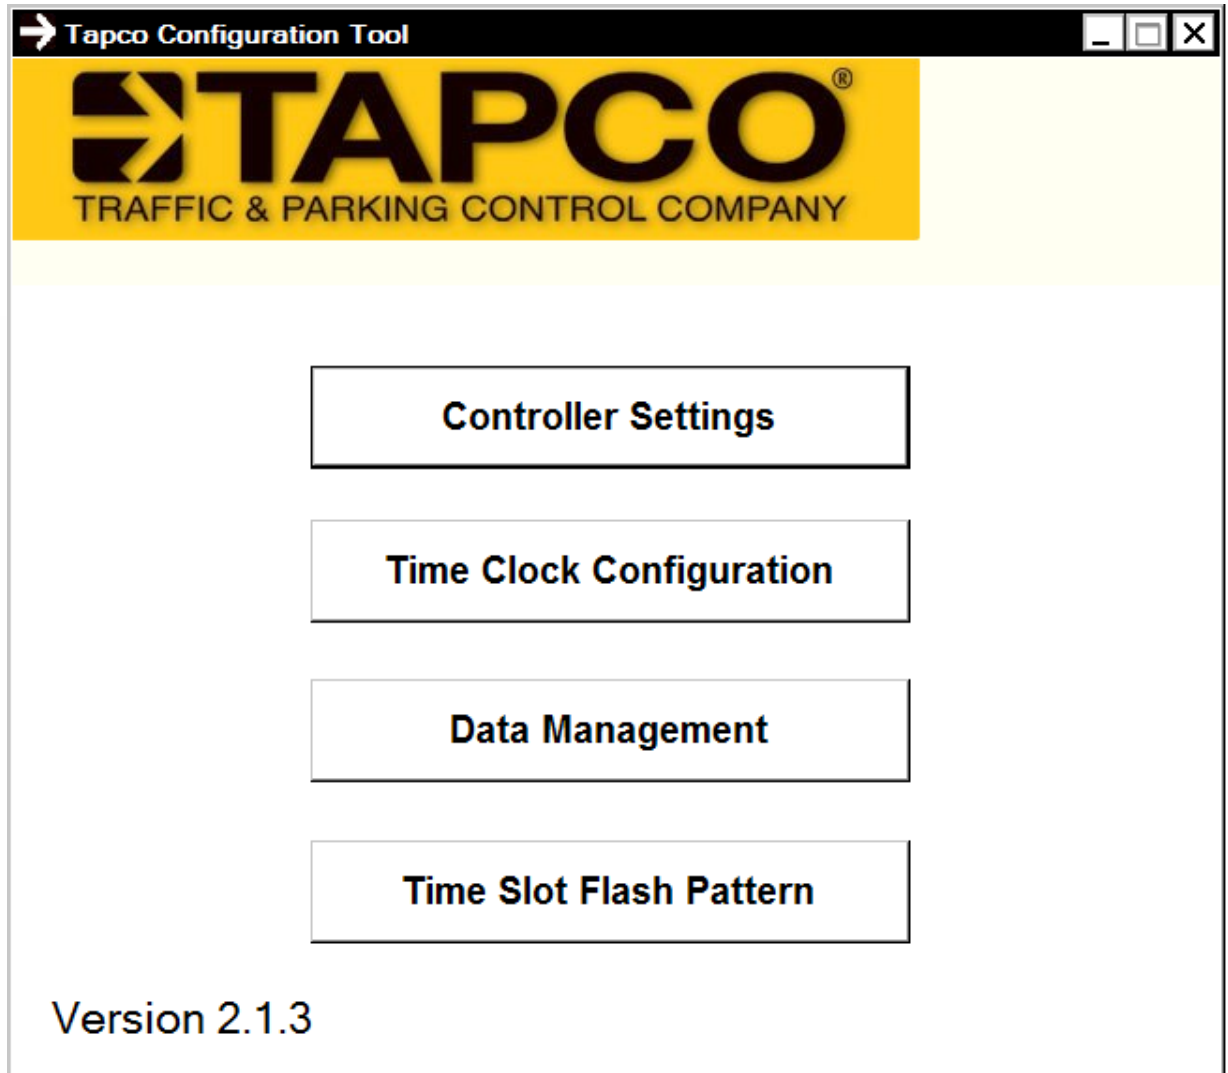 Tapco Configuration Tool
TAPCO®
TRAFFIC & PARKING CONTROL COMPANY
Controller Settings
Time Clock Configuration
Data Management
Time Slot Flash Pattern
Version 2.1.3